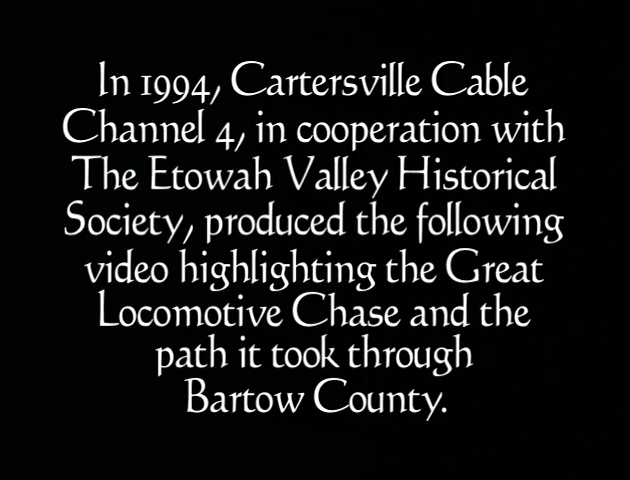 In 1994, Cartersville Cable
Channel 4, in cooperation with
The Etowah Valley Historical
Society, produced the following
video highlighting the Great
Locomotive Chase and the
path it took through
Bartow County.